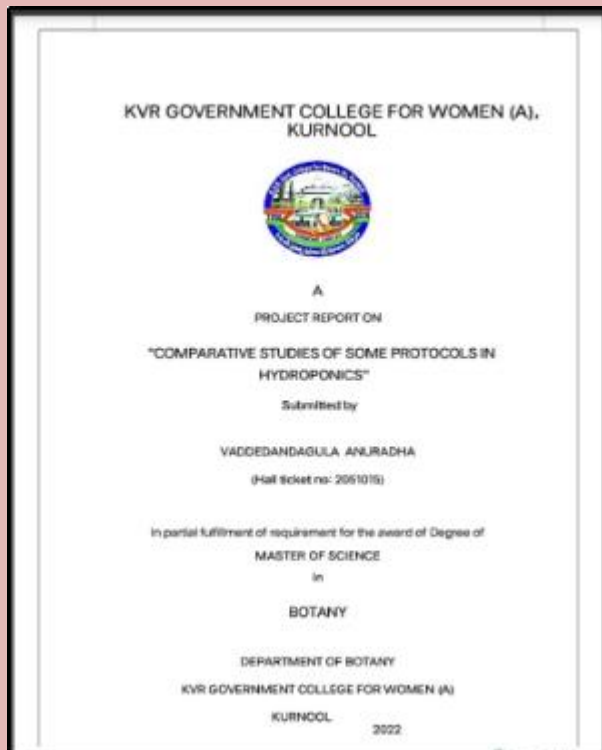 KVR GOVERNMENT COLLEGE FOR WOMEN (A),
KURNOOL
A
PROJECT REPORT ON
"COMPARATIVE STUDIES OF SOME PROTOCOLS IN
HYDROPONICS"
Submitted by
VADDEDANDAGULA ANURADHA
(Hall ticket no: 2051015)
In partial fulfillment of requirement for the award of Degree of
MASTER OF SCIENCE
in
BOTANY
DEPARTMENT OF BOTANY
KVR GOVERNMENT COLLEGE FOR WOMEN (A)
KURNOOL
2022